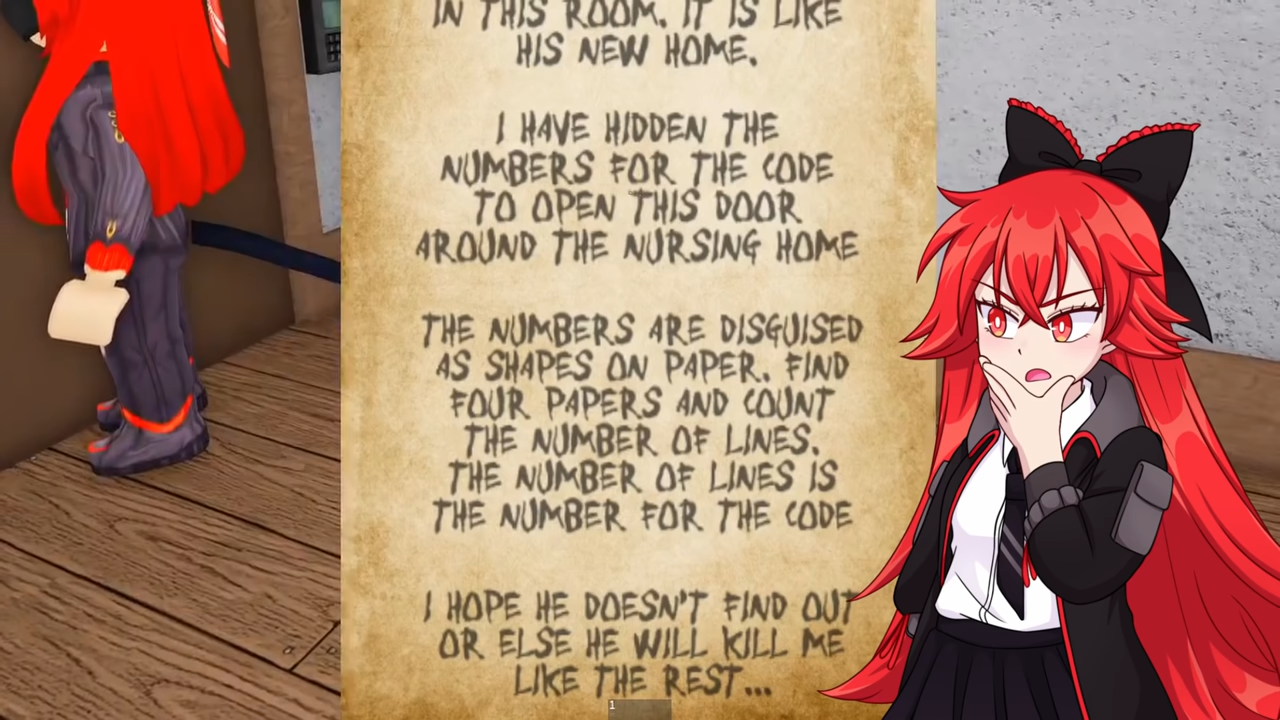 IN THIS ROOM. IT IS LIKE
HIS NEW HOME.
I HAVE HIDDEN THE
NUMBERS FOR THE CODE
TO OPEN THIS DOOR
AROUND THE NURSING HOME
THE NUMBERS ARE DISGUISED
AS SHAPES ON PAPER. FIND
FOUR PAPERS AND COUNT
THE NUMBER OF LINES.
THE NUMBER OF LINES IS
THE NUMBER FOR THE CODE
I HOPE HE DOESN'T FIND OUT
OR ELSE HE WILL KILL ME
LIKE THE REST...
1